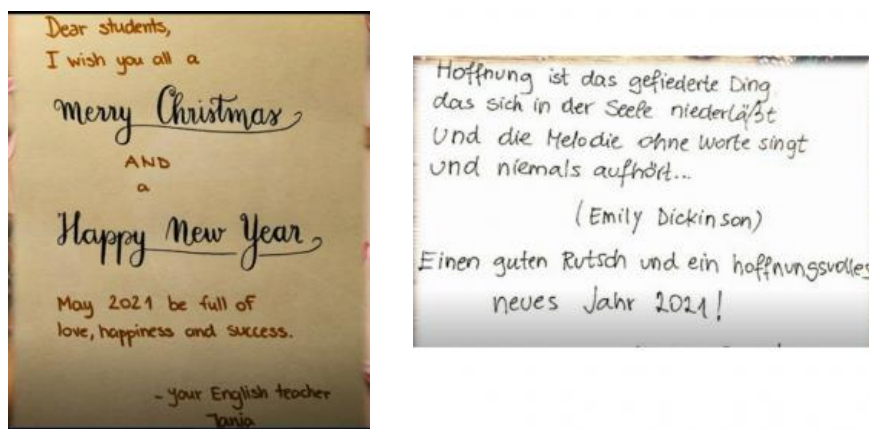 Dear students,
I wish you all a
Merry Christmas
AND
a
Happy New Year
May 2021 be full of
love, happiness and success.
- your English teacher
Tanja
Hoffnung ist das gefiederte Ding
das sich in der Seele niederläßt
Und die Melodie ohne Worte singt
und niemals aufhört...
(Emily Dickinson)
Einen guten Rutsch und ein hoffnungsvolles
neues Jahr 2021!